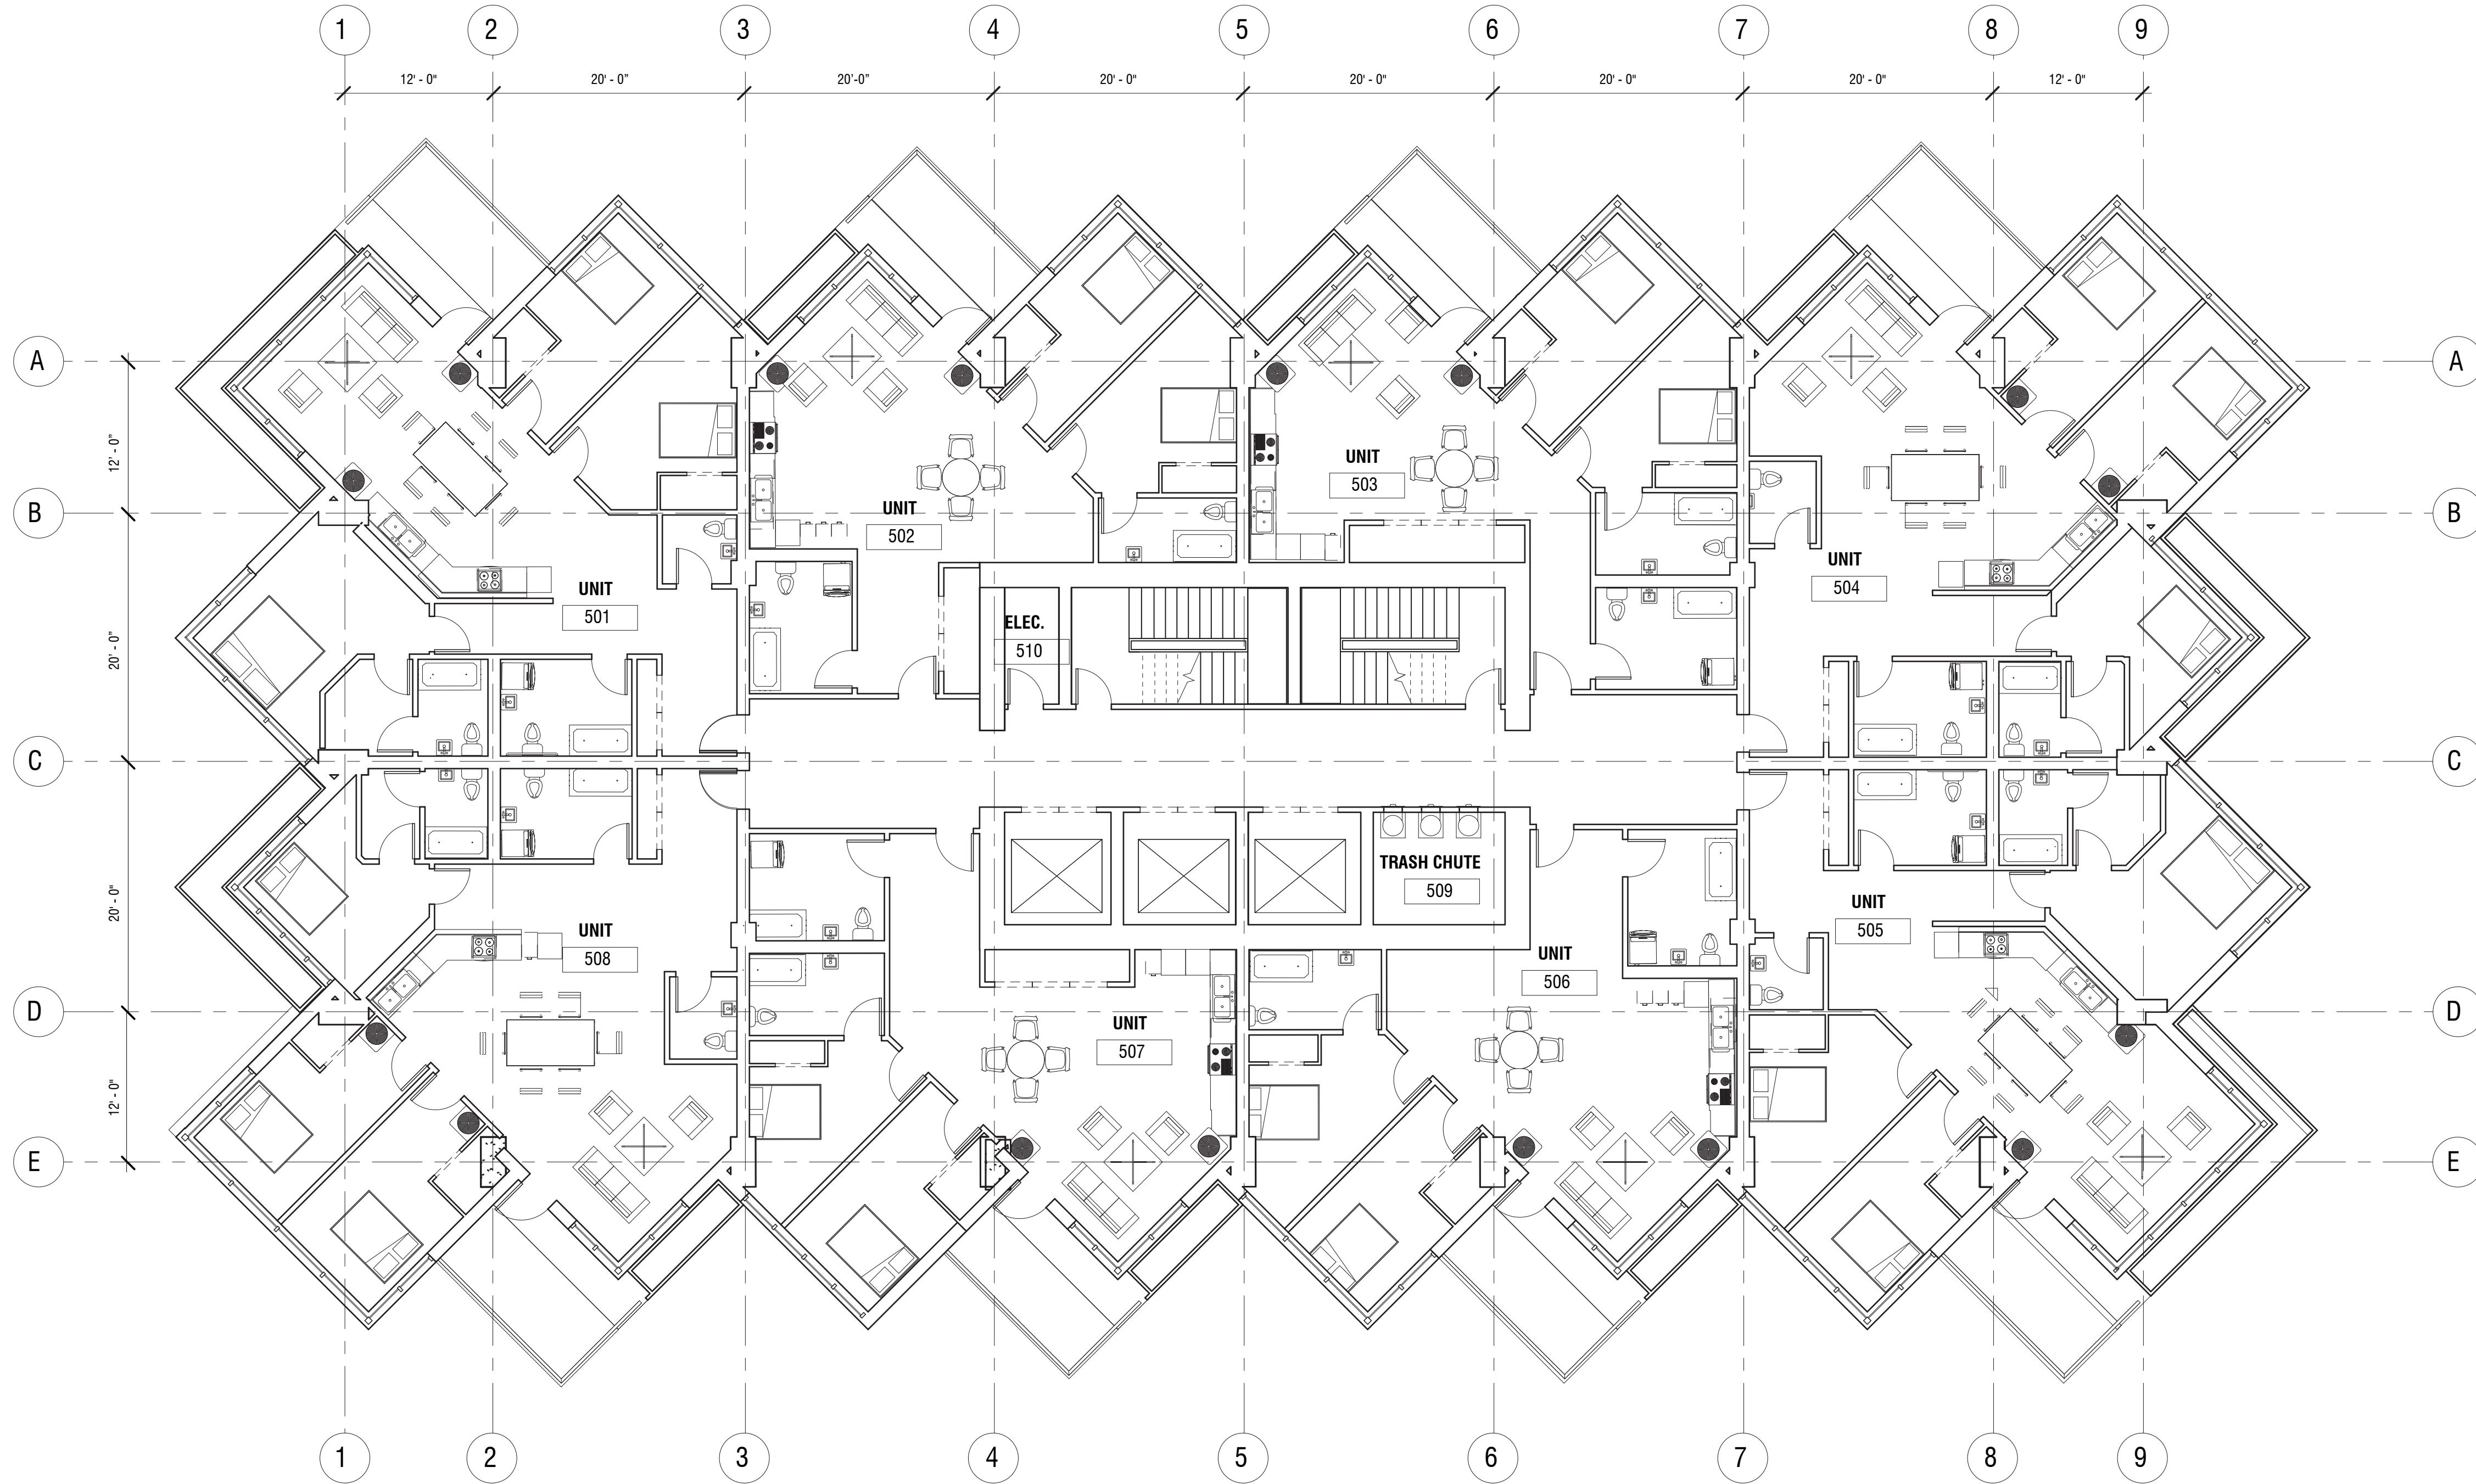 1 2 3 4 5 6 7 8 9
12' - 0" 20' - 0" 20'-0" 20' - 0" 20' - 0" 20' - 0" 20' - 0" 12' - 0"
A A
12' - 0"
UNIT
503
B B
UNIT
502
UNIT
504
UNIT
501
ELEC.
510
20' - 0"
C C
TRASH CHUTE
509
20' - 0"
UNIT
505
UNIT
508
UNIT
506
D D
UNIT
507
12' - 0"
E E
1 2 3 4 5 6 7 8 9